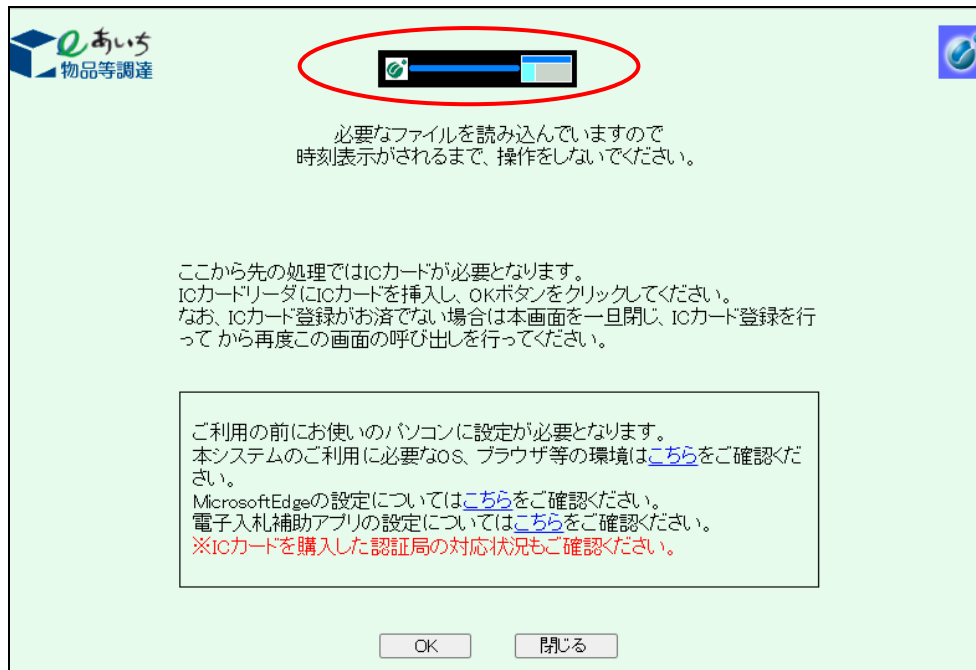 あいち
物品等調達
必要なファイルを読み込んでいますので
時刻表示がされるまで、操作をしないでください。
ここから先の処理ではICカードが必要となります。
ICカードリーダにICカードを挿入し、OKボタンをクリックしてください。
なお、ICカード登録がお済でない場合は本画面を一旦閉じ、ICカード登録を行
って から再度この画面の呼び出しを行ってください。
ご利用の前にお使いのパソコンに設定が必要となります。
本システムのご利用に必要なOS、ブラウザ等の環境はこちらをご確認くだ
さい。
MicrosoftEdgeの設定についてはこちらをご確認ください。
電子入札補助アプリの設定についてはこちらをご確認ください。
※ICカードを購入した認証局の対応状況もご確認ください。
OK 閉じる